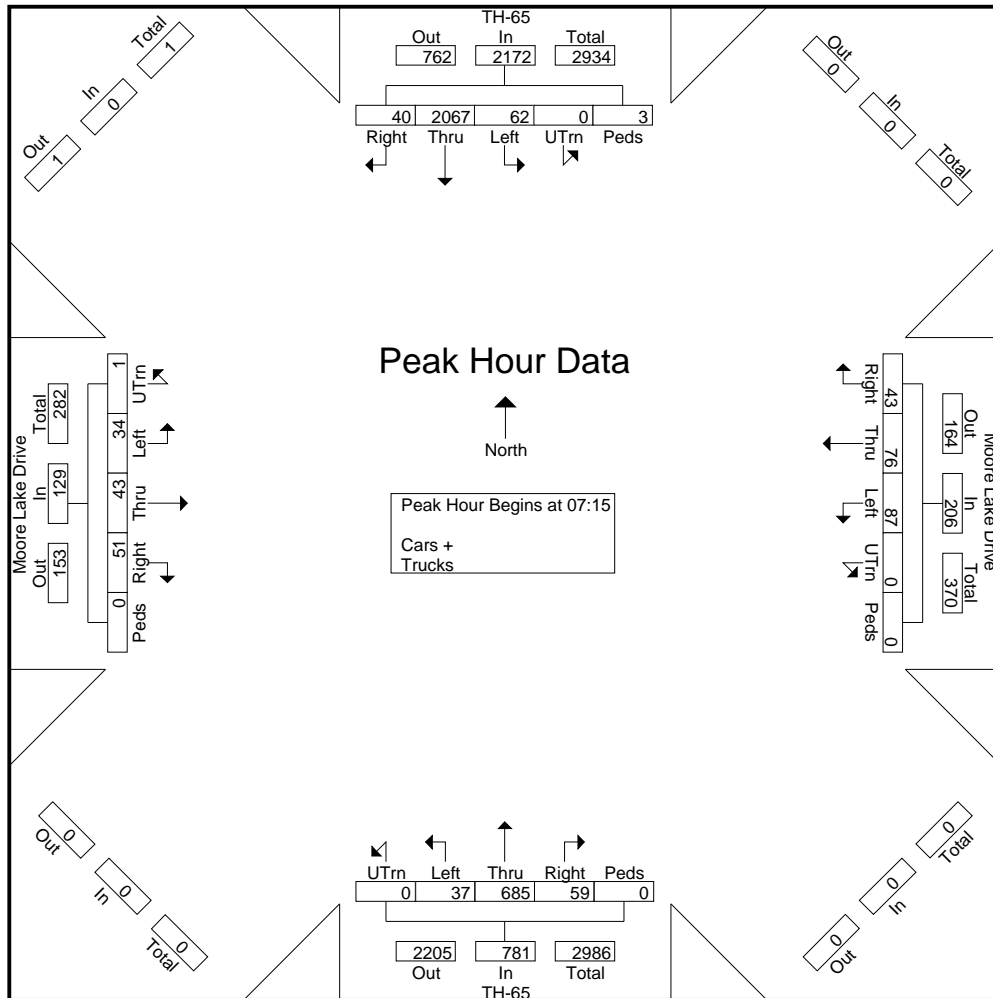 TH-65
Out In Total
762 2172 2934
40 2067 62 0 3
Right Thru Left UTrn Peds
Total
1
In
0
Out
1
Out
0
In
0
Total
0
Moore Lake Drive
Total In Out
282 129 153
1 34 43 51 0
UTrn Left Thru Right Peds
Peak Hour Data
North
Peak Hour Begins at 07:15
Cars +
Trucks
Right Thru Left UTrn Peds
43 76 87 0 0
164 206 370
Out In Total
Moore Lake Drive
0
Out
0
In
0
Total
UTrn Left Thru Right Peds
0 37 685 59 0
2205 781 2986
Out In Total
TH-65
0
Total
0
In
0
Out